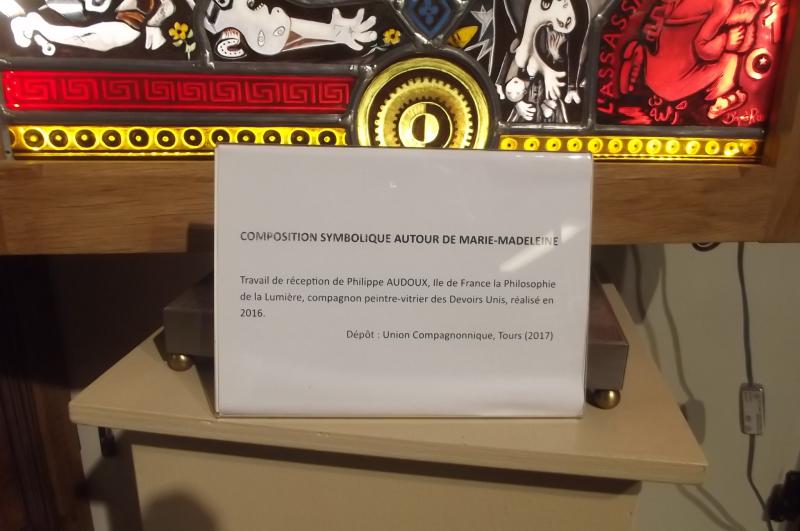 L'ASSASS
COMPOSITION SYMBOLIQUE AUTOUR DE MARIE-MADELEINE
Travail de réception de Philippe AUDOUX, Ile de France la Philosophie
de la Lumière, compagnon peintre-vitrier des Devoirs Unis, réalisé en
2016.
Dépôt : Union Compagnonnique, Tours (2017)